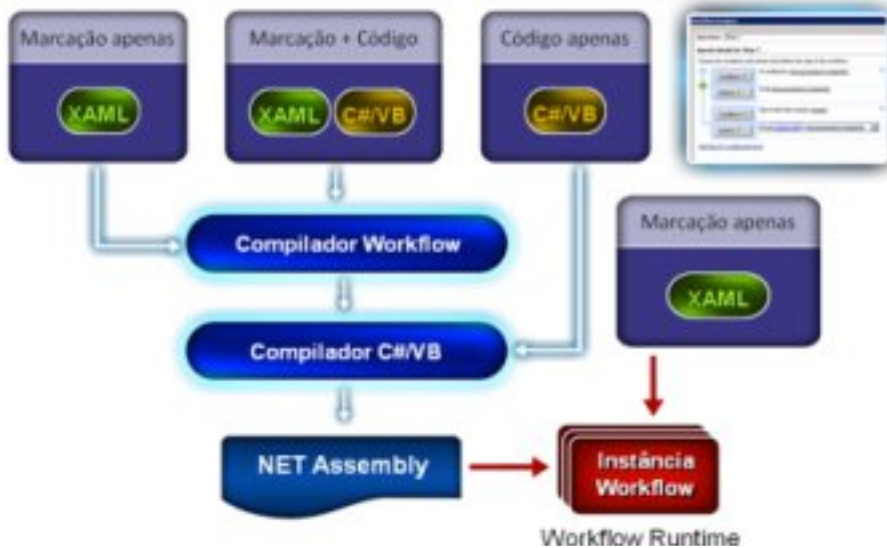 Marcação apenas
Marcação + Código
Código apenas
XAML
XAML
C#/VB
C#/VB
Marcação apenas
XAML
Compilador Workflow
Compilador C#/VB
NET Assembly
Instância
Workflow
Workflow Runtime